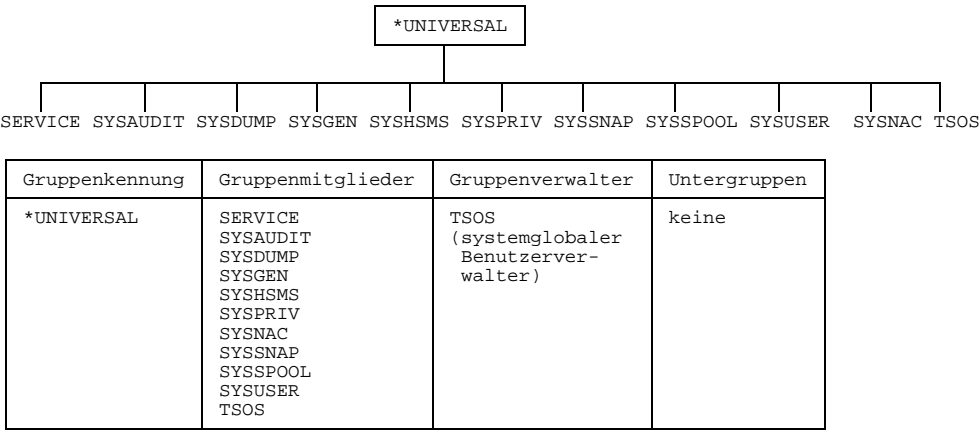 *UNIVERSAL
SERVICE SYSAUDIT SYSDUMP SYSGEN SYSHSMS SYSPRIV SYSSNAP SYSSPOOL SYSUSER SYSNAC TSOS
Gruppenkennung Gruppenmitglieder Gruppenverwalter Untergruppen
*UNIVERSAL SERVICE TSOS keine
SYSAUDIT (systemglobaler
SYSDUMP Benutzerver-
SYSGEN walter)
SYSHSMS
SYSPRIV
SYSNAC
SYSSNAP
SYSSPOOL
SYSUSER
TSOS